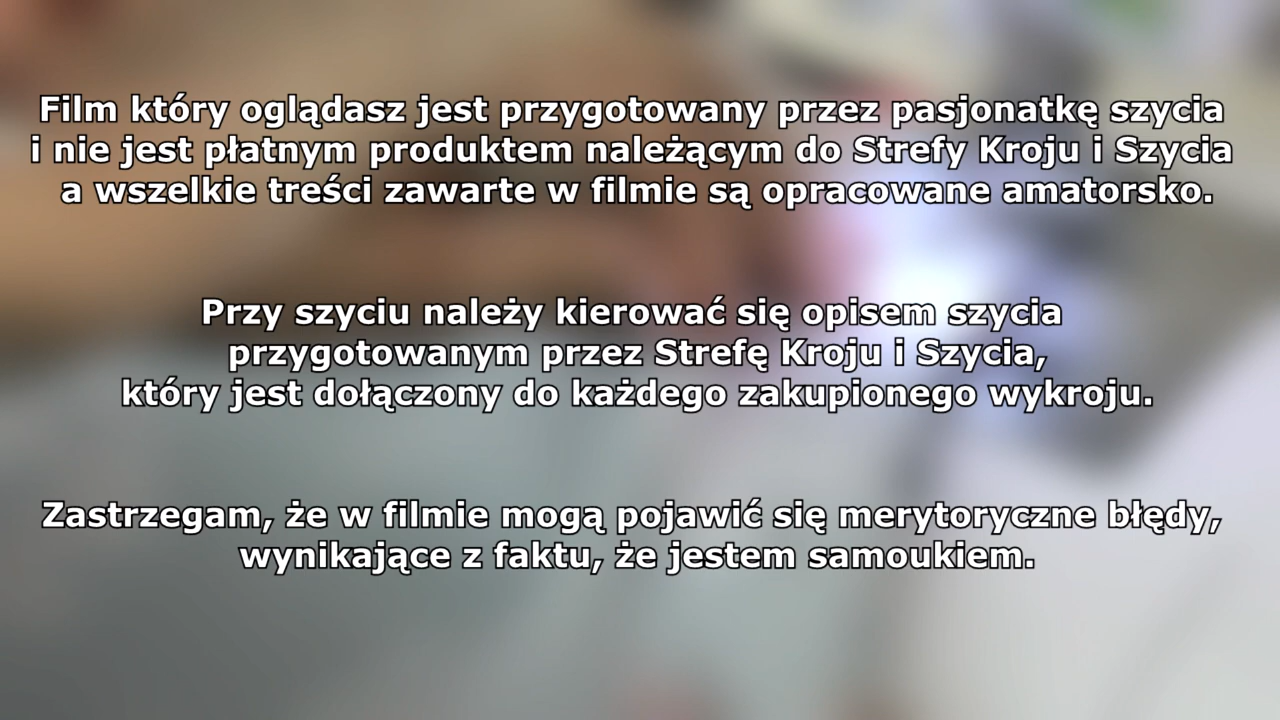 Film który oglądasz jest przygotowany przez pasjonatkę szycia
i nie jest płatnym produktem należącym do Strefy Kroju i Szycia
a wszelkie treści zawarte w filmie są opracowane amatorsko.
Przy szyciu należy kierować się opisem szycia
przygotowanym przez Strefę Kroju i Szycia,
który jest dołączony do każdego zakupionego wykroju.
Zastrzegam, że w filmie mogą pojawić się merytoryczne błędy,
wynikające z faktu, że jestem samoukiem.